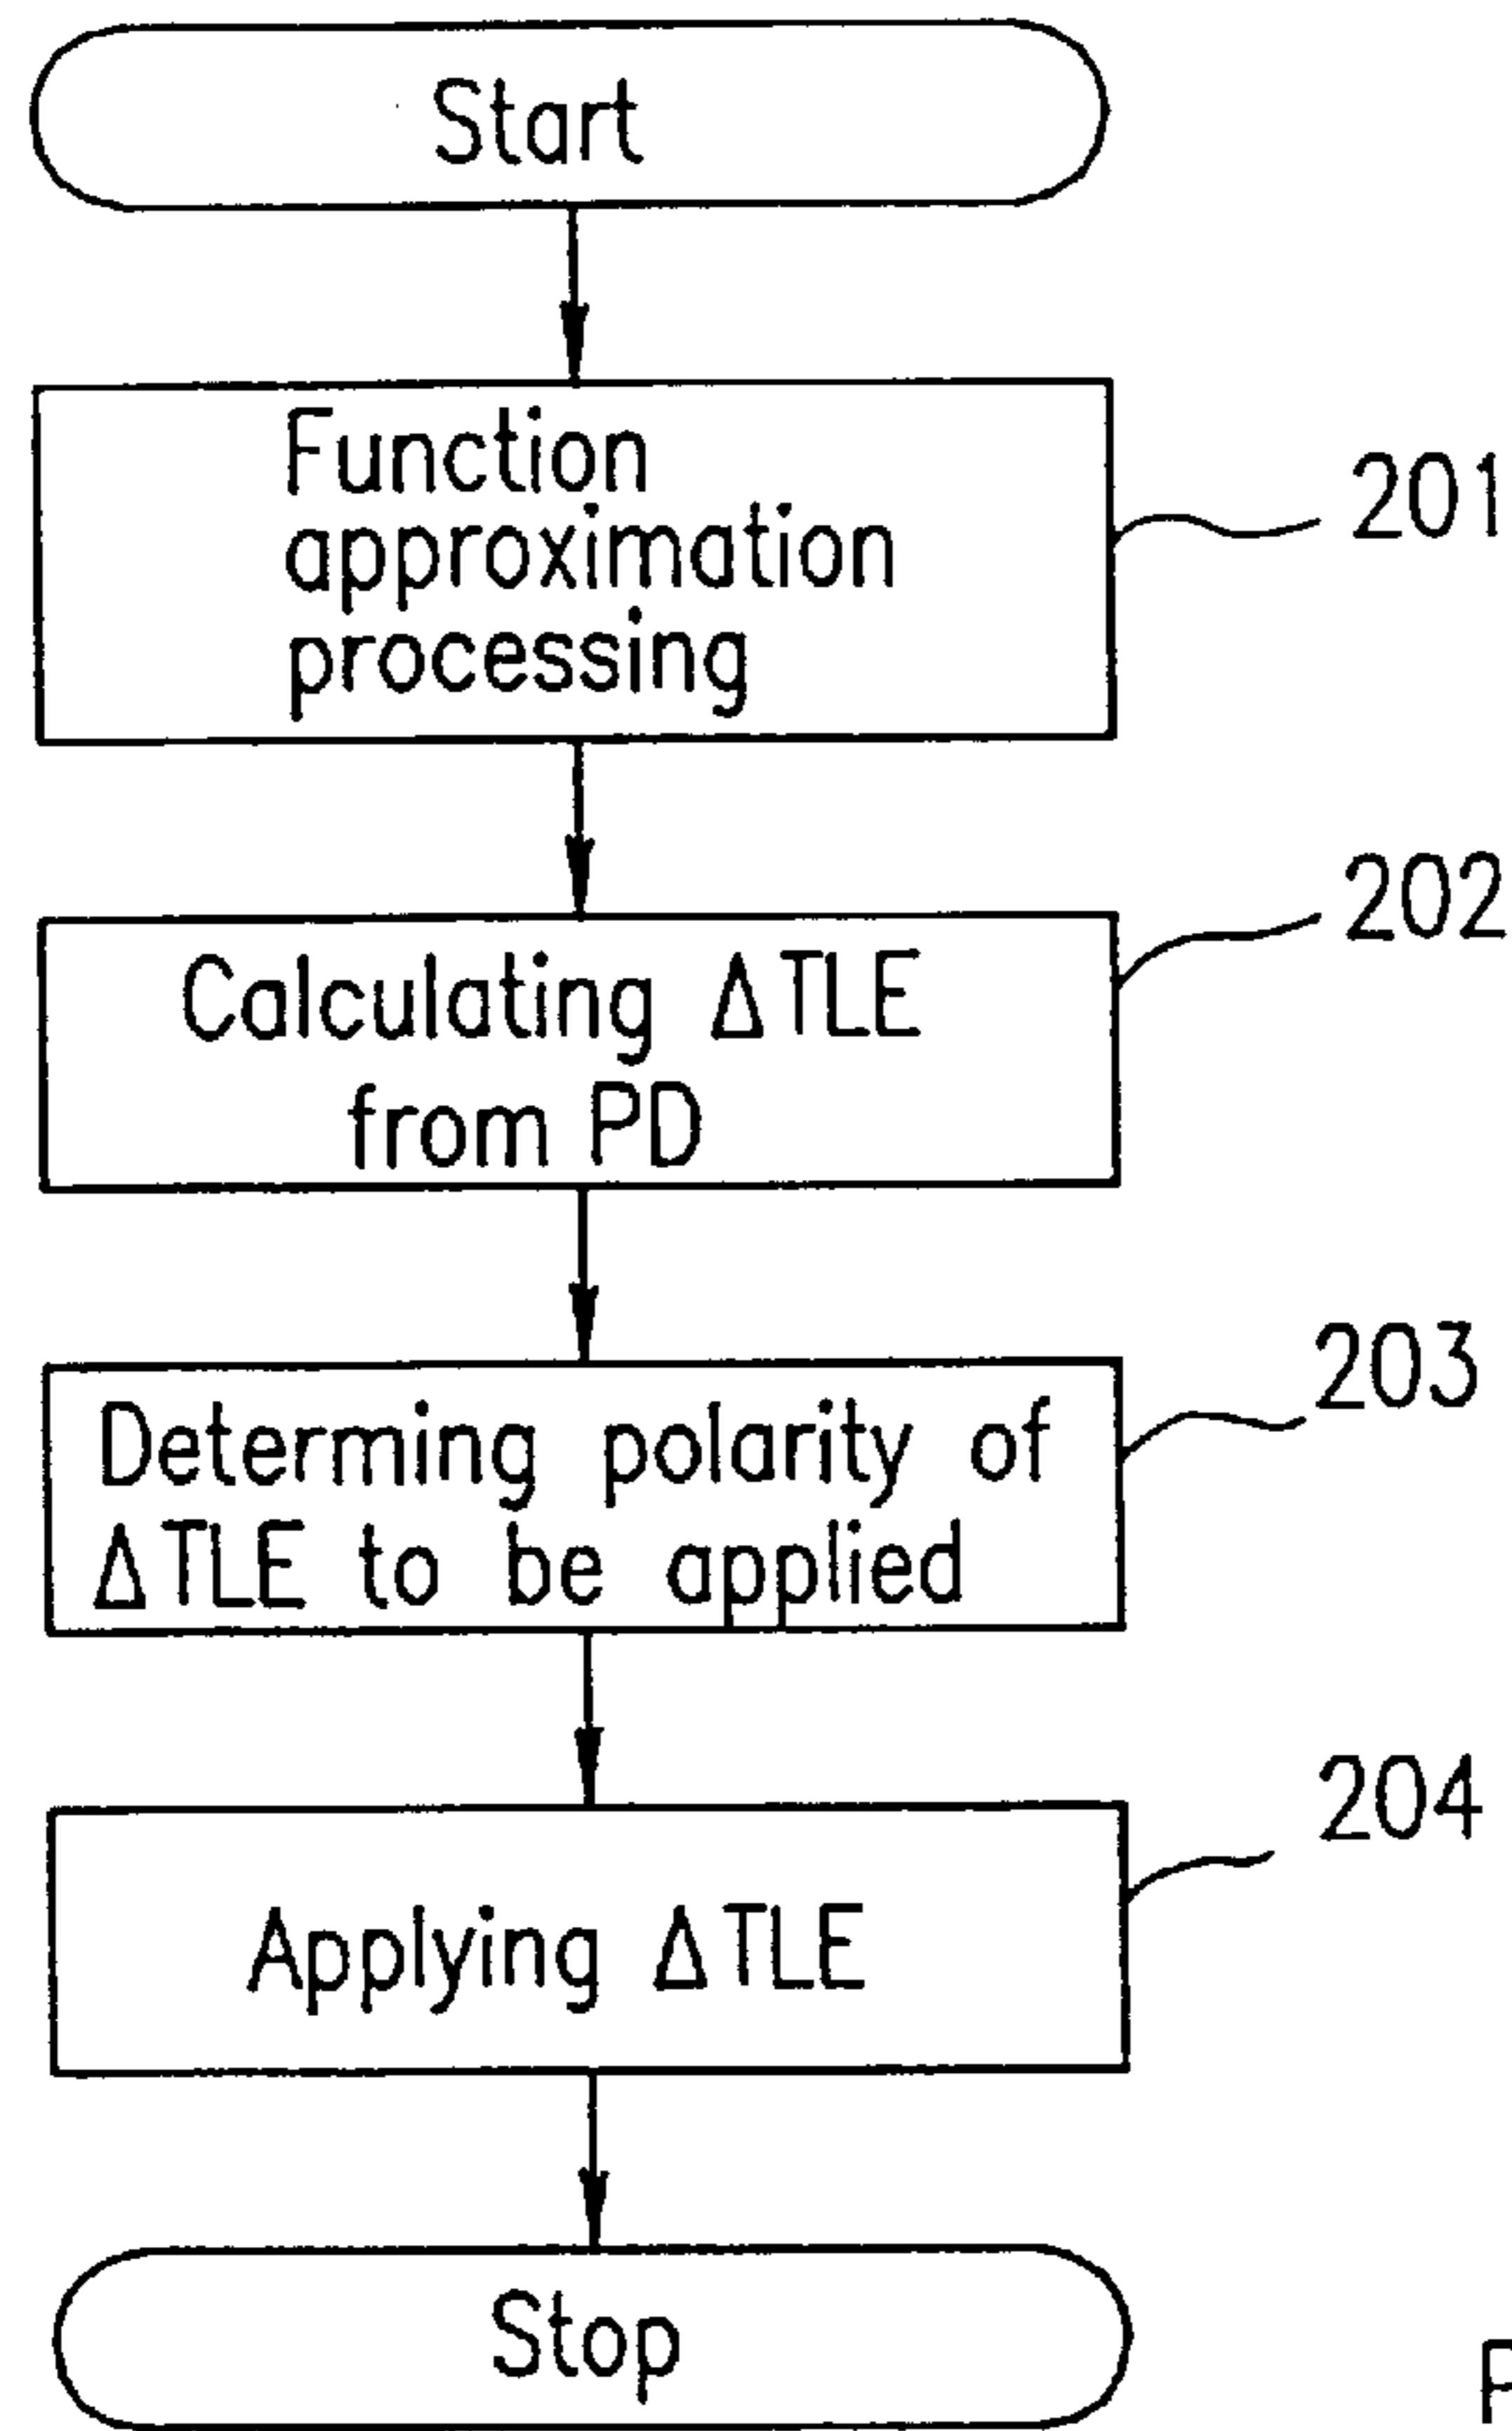 Start
Function
approximation
processing
201
Calculating ΔTLE
from PD
202
Determing polarity of
ΔTLE to be applied
203
Applying ΔTLE
204
Stop